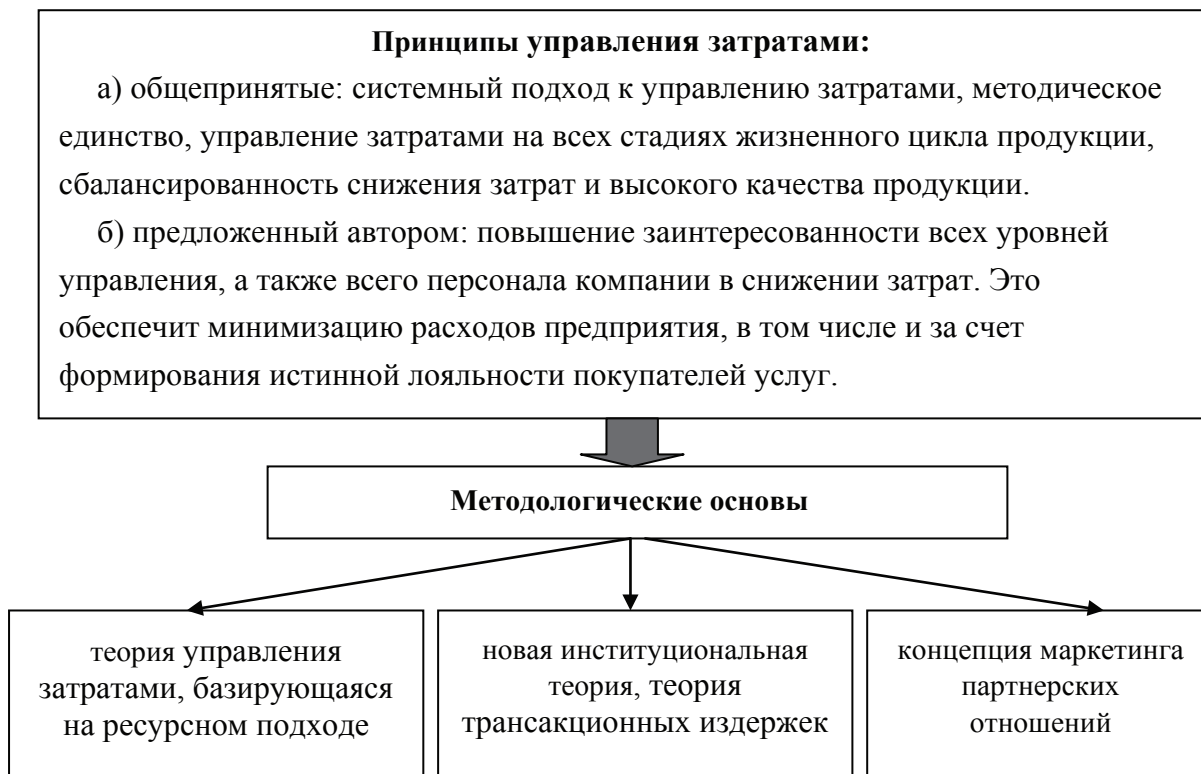 Принципы управления затратами:
а) общепринятые: системный подход к управлению затратами, методическое
единство, управление затратами на всех стадиях жизненного цикла продукции,
сбалансированность снижения затрат и высокого качества продукции.
б) предложенный автором: повышение заинтересованности всех уровней
управления, а также всего персонала компании в снижении затрат. Это
обеспечит минимизацию расходов предприятия, в том числе и за счет
формирования истинной лояльности покупателей услуг.
Методологические основы
теория управления
затратами, базирующаяся
на ресурсном подходе
новая институциональная
теория, теория
трансакционных издержек
концепция маркетинга
партнерских
отношений